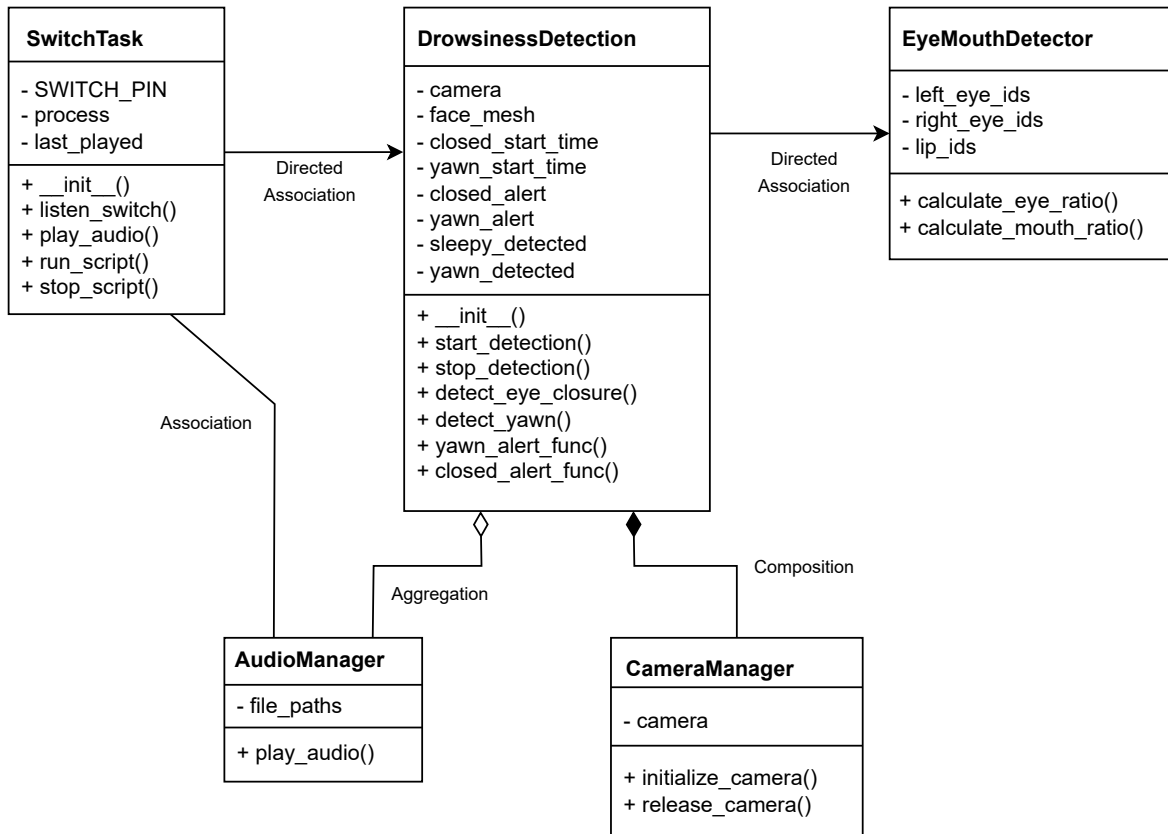 SwitchTask
- SWITCH_PIN
- process
- last_played
+ __init__()
+ listen_switch()
+ play_audio()
+ run_script()
+ stop_script()
Directed
Association
DrowsinessDetection
- camera
- face_mesh
- closed_start_time
- yawn_start_time
- closed_alert
- yawn_alert
- sleepy_detected
- yawn_detected
+ __init__()
+ start_detection()
+ stop_detection()
+ detect_eye_closure()
+ detect_yawn()
+ yawn_alert_func()
+ closed_alert_func()
Directed
Association
EyeMouthDetector
- left_eye_ids
- right_eye_ids
- lip_ids
+ calculate_eye_ratio()
+ calculate_mouth_ratio()
Association
Aggregation
Composition
AudioManager
- file_paths
+ play_audio()
CameraManager
- camera
+ initialize_camera()
+ release_camera()